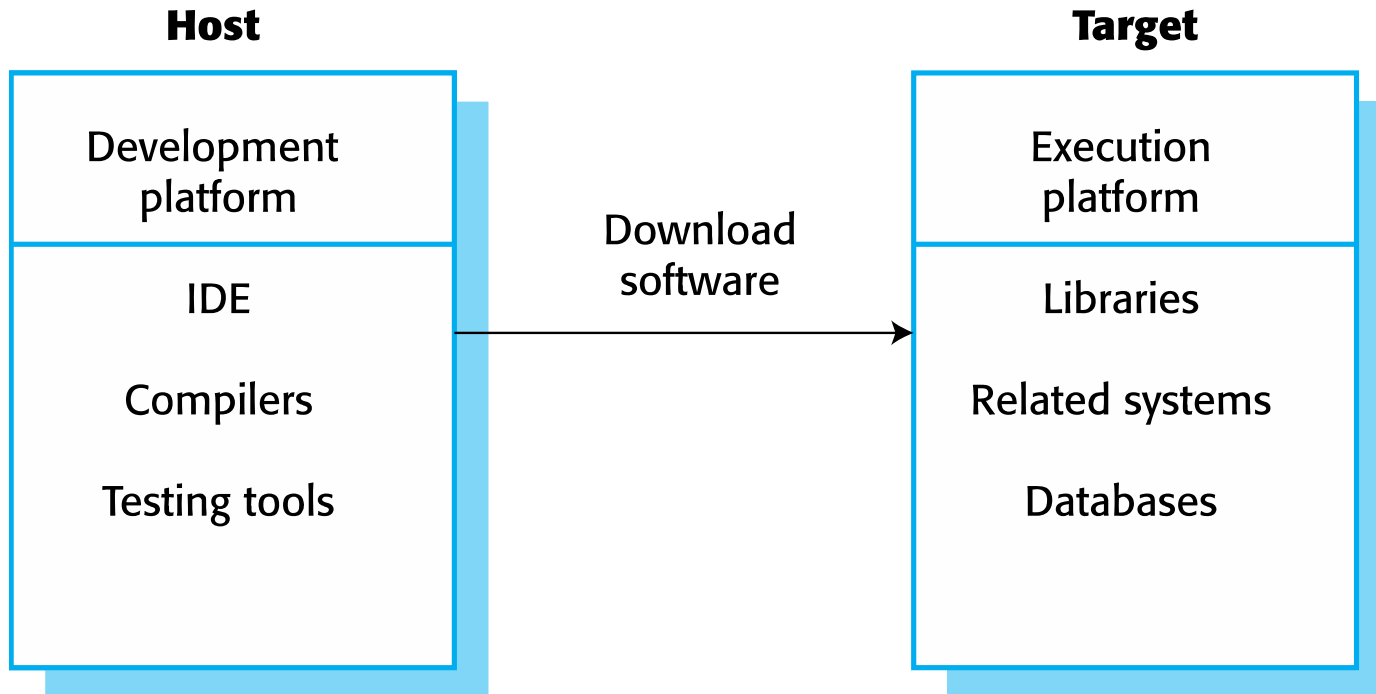 Host
Target
Development
platform
Execution
platform
Download
software
IDE
Compilers
Testing tools
Libraries
Related systems
Databases